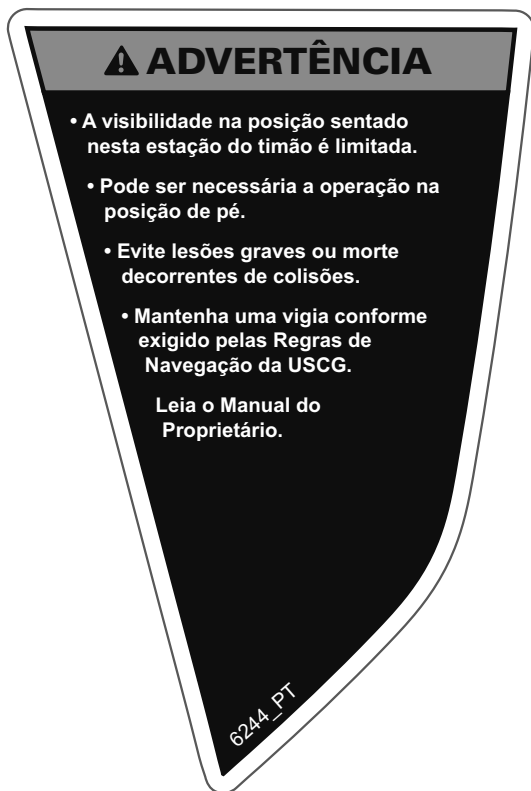 ADVERTÊNCIA
• A visibilidade na posição sentado
nesta estação do timão é limitada.
• Pode ser necessária a operação na
posição de pé.
• Evite lesões graves ou morte
decorrentes de colisões.
• Mantenha uma vigia conforme
exigido pelas Regras de
Navegação da USCG.
Leia o Manual do
Proprietário.
6244_PT